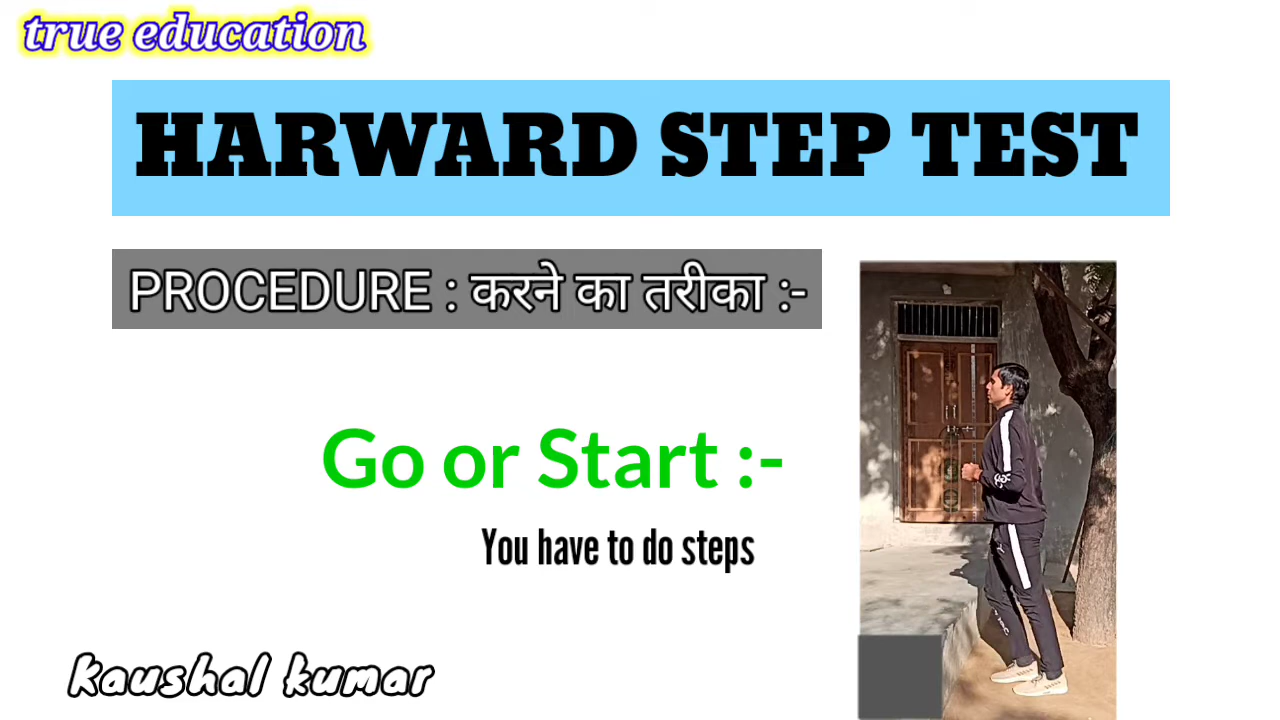 true education
HARWARD STEP TEST
PROCEDURE : करने का तरीका :-
Go or Start :-
You have to do steps
Kaushal kumar